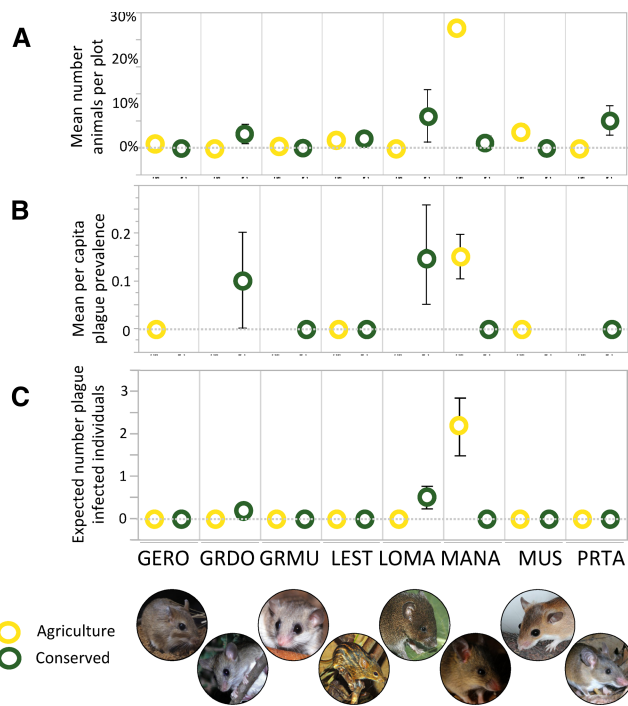 A
Mean number
animals per plot
30%
20%
10%
0%
B
Mean per capita
plague prevalence
0.2
0.1
0
C
Expected number plague
infected individuals
3
2
1
0
GERO GRDO GRMU LEST LOMA MANA MUS PRTA
Agriculture
Conserved